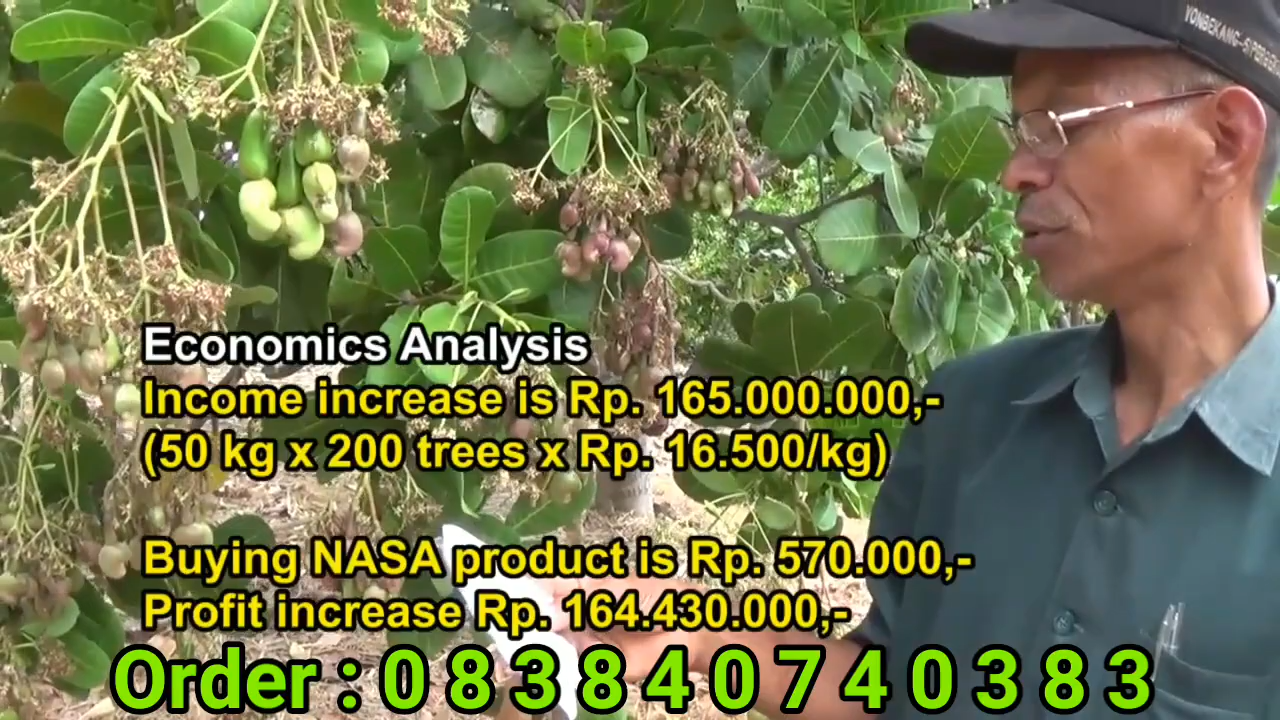 Economics Analysis
Income increase is Rp. 165.000.000,-
(50 kg x 200 trees x Rp. 16.500/kg)
Buying NASA product is Rp. 570.000,-
Profit increase Rp. 164.430.000,-
Order : 0 8 3 8 4 0 7 4 0 3 8 3